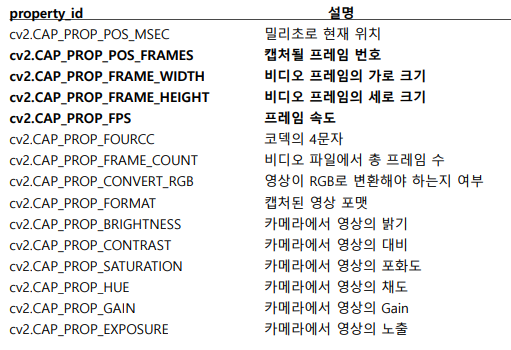 property_id 설명
cv2.CAP_PROP_POS_MSEC 밀리초로 현재 위치
cv2.CAP_PROP_POS_FRAMES 캡처될 프레임 번호
cv2.CAP_PROP_FRAME_WIDTH 비디오 프레임의 가로 크기
cv2.CAP_PROP_FRAME_HEIGHT 비디오 프레임의 세로 크기
cv2.CAP_PROP_FPS 프레임 속도
cv2.CAP_PROP_FOURCC 코덱의 4문자
cv2.CAP_PROP_FRAME_COUNT 비디오 파일에서 총 프레임 수
cv2.CAP_PROP_CONVERT_RGB 영상이 RGB로 변환해야 하는지 여부
cv2.CAP_PROP_FORMAT 캡처된 영상 포맷
cv2.CAP_PROP_BRIGHTNESS 카메라에서 영상의 밝기
cv2.CAP_PROP_CONTRAST 카메라에서 영상의 대비
cv2.CAP_PROP_SATURATION 카메라에서 영상의 포화도
cv2.CAP_PROP_HUE 카메라에서 영상의 채도
cv2.CAP_PROP_GAIN 카메라에서 영상의 Gain
cv2.CAP_PROP_EXPOSURE 카메라에서 영상의 노출